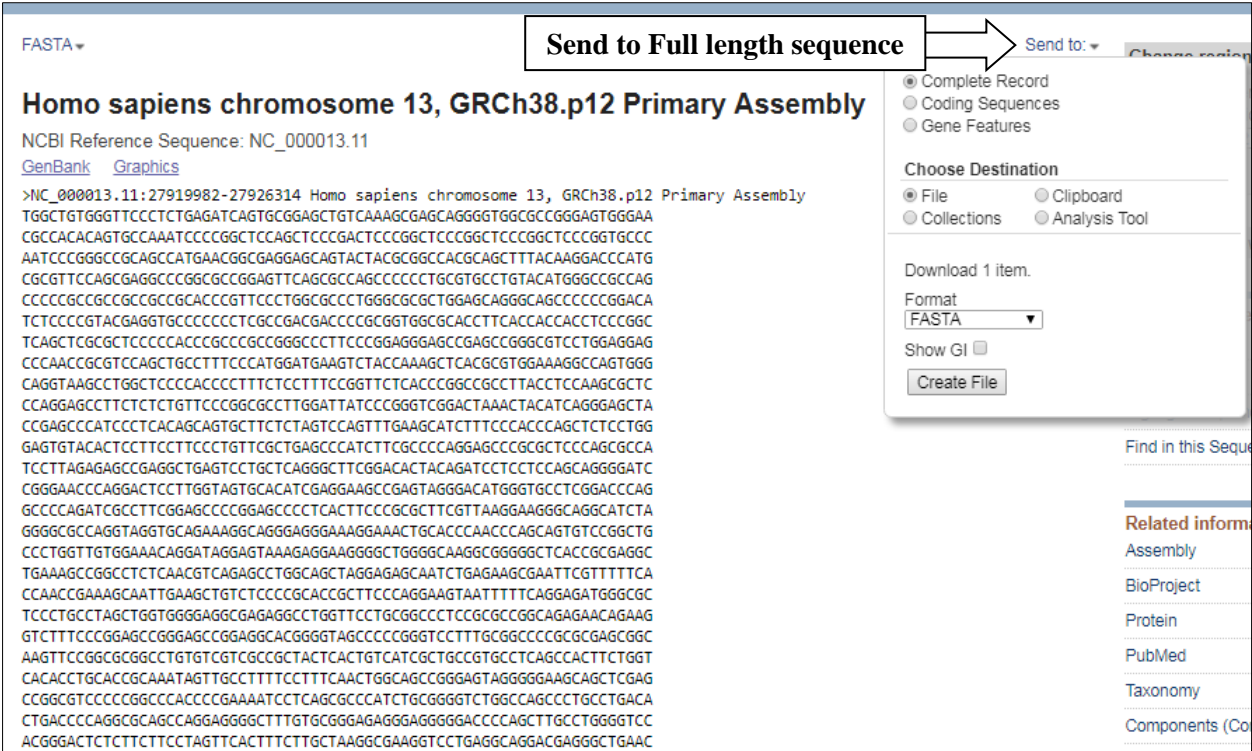 FASTA
Send to Full length sequence
Send to:
Change region
Homo sapiens chromosome 13, GRCh38.p12 Primary Assembly
NCBI Reference Sequence: NC_000013.11
GenBank Graphics
>NC_000013.11:27919982-27926314 Homo sapiens chromosome 13, GRCh38.p12 Primary Assembly
TGGCTGTGGGTTCCCTCTGAGATCAGTGCGGAGCTGTCAAAGCGAGCAGGGGTGGCGCCGGGAGTGGGAA
CGCCACACAGTGCCAAATCCCCGGCTCCAGCTCCCGACTCCCGGCTCCCGGCTCCCGGCTCCCGGTGCCC
AATCCCGGGCCGCAGCCATGAACGGCGAGGAGCAGTACTACGCGGCCACGCAGCTTTACAAGGACCCATG
CGCGTTCCAGCGAGGCCCGGCGCCGGAGTTCAGCGCCAGCCCCCCTGCGTGCCTGTACATGGGCCGCCAG
CCCCCGCCGCCGCCGCCGCACCCGTTCCCTGGCGCCCTGGGCGCGCTGGAGCAGGGCAGCCCCCCGGACA
TCTCCCCGTACGAGGTGCCCCCCCTCGCCGACGACCCCGCGGTGGCGCACCTTCACCACCACCTCCCGGC
TCAGCTCGCGCTCCCCCACCCGCCCGCCGGGCCCTTCCCGGAGGGAGCCGAGCCGGGCGTCCTGGAGGAG
CCCAACCGCGTCCAGCTGCCTTTCCCATGGATGAAGTCTACCAAAGCTCACGCGTGGAAAGGCCAGTGGG
CAGGTAAGCCTGGCTCCCCACCCCTTTCTCCTTTCCGGTTCTCACCCGGCCGCCTTACCTCCAAGCGCTC
CCAGGAGCCTTCTCTCTGTTCCCGGCGCCTTGGATTATCCCGGGTCGGACTAAACTACATCAGGGAGCTA
CCGAGCCCATCCCTCACAGCAGTGCTTCTCTAGTCCAGTTTGAAGCATCTTTCCCACCCAGCTCTCCTGG
GAGTGTACACTCCTTCCTTCCCTGTTCGCTGAGCCCATCTTCGCCCCAGGAGCCCGCGCTCCCAGCGCCA
TCCTTAGAGAGCCGAGGCTGAGTCCTGCTCAGGGCTTCGGACACTACAGATCCTCCTCCAGCAGGGGATC
CGGGAACCCAGGACTCCTTGGTAGTGCACATCGAGGAAGCCGAGTAGGGACATGGGTGCCTCGGACCCAG
GCCCCAGATCGCCTTCGGAGCCCCGGAGCCCCTCACTTCCCGCGCTTCGTTAAGGAAGGGCAGGCATCTA
GGGGCGCCAGGTAGGTGCAGAAAGGCAGGGAGGGAAAGGAAACTGCACCCAACCCAGCAGTGTCCGGCTG
CCCTGGTTGTGGAAACAGGATAGGAGTAAAGAGGAAGGGGCTGGGGCAAGGCGGGGGCTCACCGCGAGGC
TGAAAGCCGGCCTCTCAACGTCAGAGCCTGGCAGCTAGGAGAGCAATCTGAGAAGCGAATTCGTTTTTCA
CCAACCGAAAGCAATTGAAGCTGTCTCCCCGCACCGCTTCCCAGGAAGTAATTTTTCAGGAGATGGGCGC
TCCCTGCCTAGCTGGTGGGGAGGCGAGAGGCCTGGTTCCTGCGGCCCTCCGCGCCGGCAGAGAACAGAAG
GTCTTTCCCGGAGCCGGGAGCCGGAGGCACGGGGTAGCCCCCGGGTCCTTTGCGGCCCCGCGCGAGCGGC
AAGTTCCGGCGCGGCCTGTGTCGTCGCCGCTACTCACTGTCATCGCTGCCGTGCCTCAGCCACTTCTGGT
CACACCTGCACCGCAAATAGTTGCCTTTTCCTTTCAACTGGCAGCCGGGAGTAGGGGGAAGCAGCTCGAG
CCGGCGTCCCCCGGCCCACCCCGAAAATCCTCAGCGCCCATCTGCGGGGTCTGGCCAGCCCTGCCTGACA
CTGACCCCAGGCGCAGCCAGGAGGGGCTTTGTGCGGGAGAGGGAGGGGGACCCCAGCTTGCCTGGGGTCC
ACGGGACTCTCTTCTTCCTAGTTCACTTTCTTGCTAAGGCGAAGGTCCTGAGGCAGGACGAGGGCTGAAC
Complete Record
Coding Sequences
Gene Features
Choose Destination
File Clipboard
Collections Analysis Tool
Download 1 item.
Format
FASTA
Show GI
Create File
Find in this Seque
Related informa
Assembly
BioProject
Protein
PubMed
Taxonomy
Components (Co